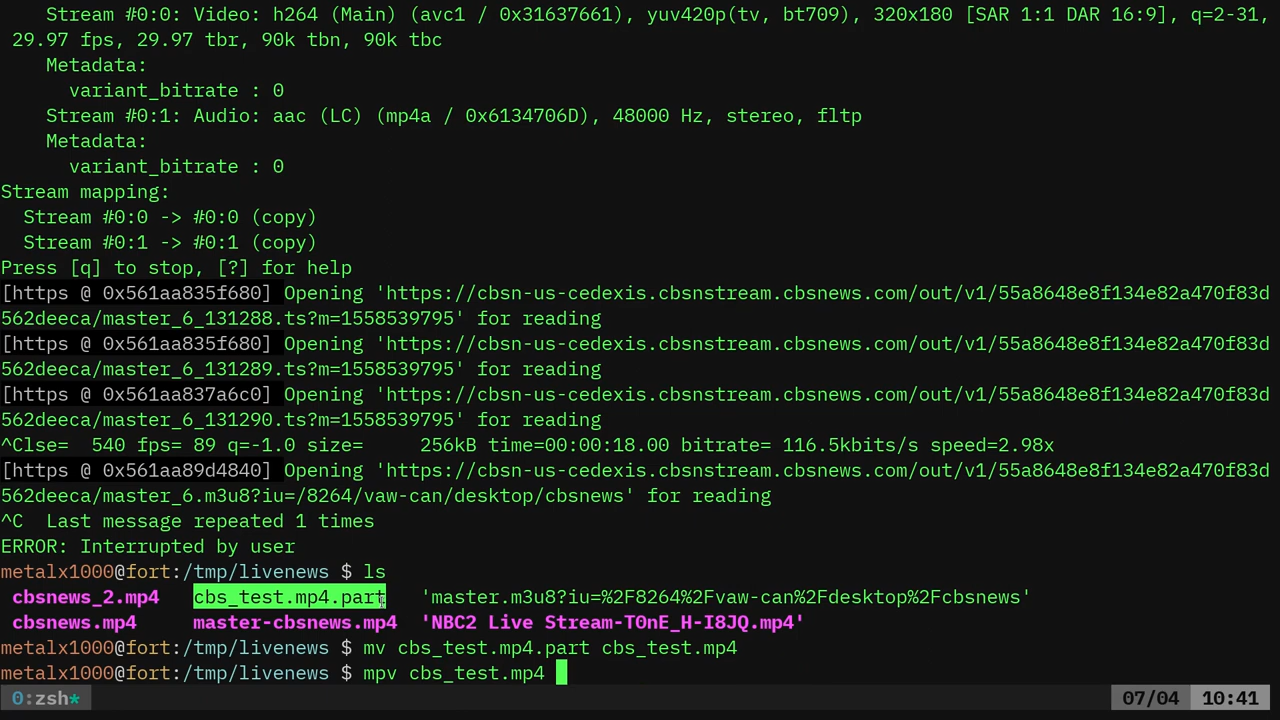 Stream #0:0: Video: h264 (Main) (avc1 / 0x31637661), yuv420p(tv, bt709), 320x180 [SAR 1:1 DAR 16:9], q=2-31,
 29.97 fps, 29.97 tbr, 90k tbn, 90k tbc
    Metadata:
      variant_bitrate : 0
    Stream #0:1: Audio: aac (LC) (mp4a / 0x6134706D), 48000 Hz, stereo, fltp
    Metadata:
      variant_bitrate : 0
Stream mapping:
  Stream #0:0 -> #0:0 (copy)
  Stream #0:1 -> #0:1 (copy)
Press [q] to stop, [?] for help
[https @ 0x561aa835f680] Opening 'https://cbsn-us-cedexis.cbsnstream.cbsnews.com/out/v1/55a8648e8f134e82a470f83d
562deeca/master_6_131288.ts?m=1558539795' for reading
[https @ 0x561aa835f680] Opening 'https://cbsn-us-cedexis.cbsnstream.cbsnews.com/out/v1/55a8648e8f134e82a470f83d
562deeca/master_6_131289.ts?m=1558539795' for reading
[https @ 0x561aa837a6c0] Opening 'https://cbsn-us-cedexis.cbsnstream.cbsnews.com/out/v1/55a8648e8f134e82a470f83d
562deeca/master_6_131290.ts?m=1558539795' for reading
^Clse=  540 fps= 89 q=-1.0 size=     256kB time=00:00:18.00 bitrate= 116.5kbits/s speed=2.98x
[https @ 0x561aa89d4840] Opening 'https://cbsn-us-cedexis.cbsnstream.cbsnews.com/out/v1/55a8648e8f134e82a470f83d
562deeca/master_6.m3u8?iu=/8264/vaw-can/desktop/cbsnews' for reading
^C  Last message repeated 1 times
ERROR: Interrupted by user
metalx1000@fort:/tmp/livenews $ ls
 cbsnews_2.mp4   cbs_test.mp4.part   'master.m3u8?iu=%2F8264%2Fvaw-can%2Fdesktop%2Fcbsnews'
 cbsnews.mp4     master-cbsnews.mp4  'NBC2 Live Stream-T0nE_H-I8JQ.mp4'
metalx1000@fort:/tmp/livenews $ mv cbs_test.mp4.part cbs_test.mp4
metalx1000@fort:/tmp/livenews $ mpv cbs_test.mp4
0:zsh* 07/04 10:41